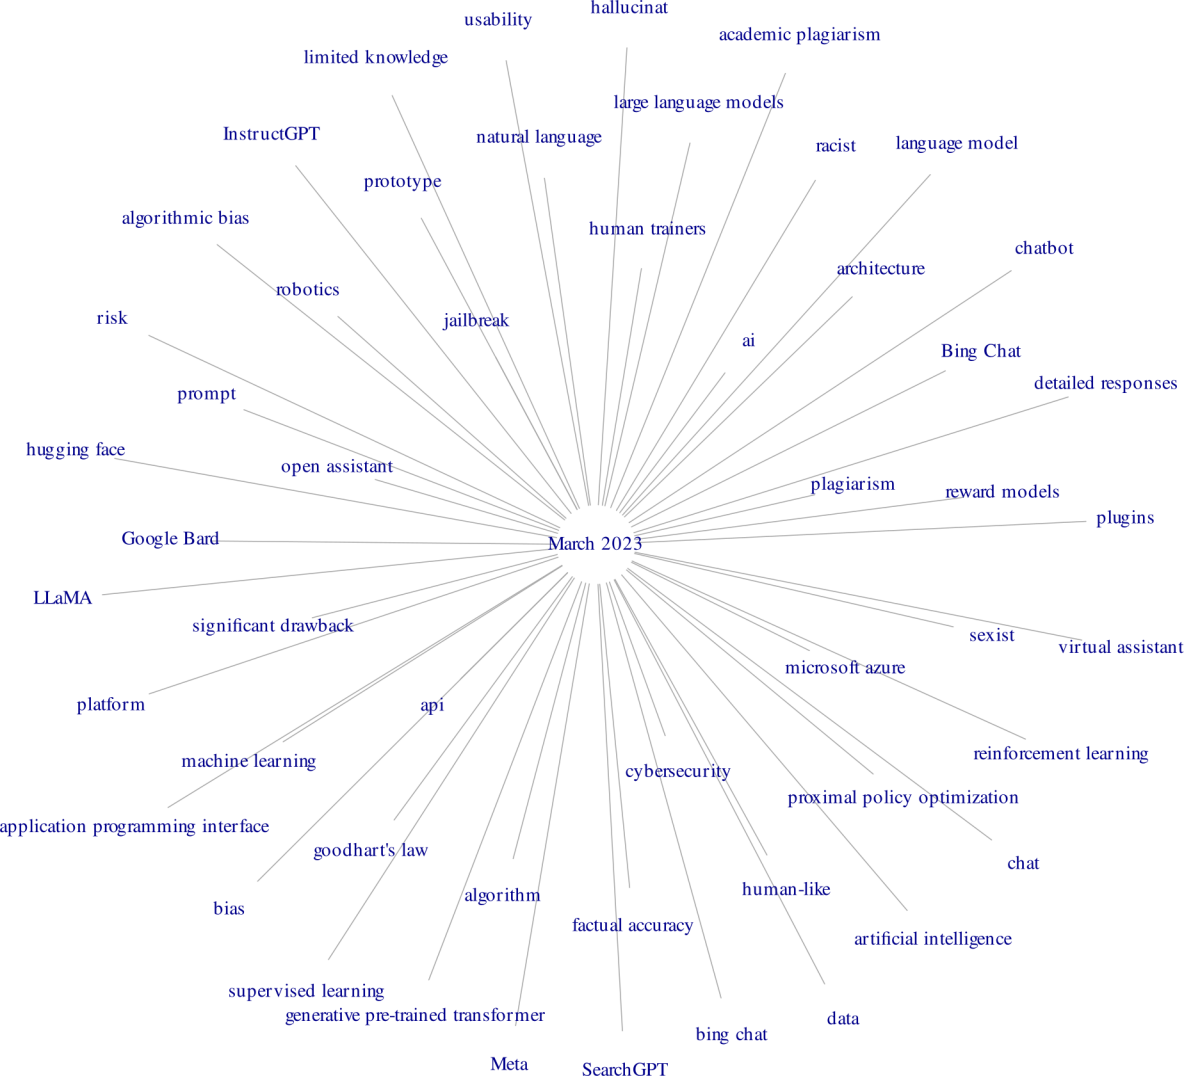 hallucinat
usability
academic plagiarism
limited knowledge
large language models
InstructGPT
natural language
racist
language model
prototype
algorithmic bias
human trainers
chatbot
architecture
robotics
risk
jailbreak
ai
Bing Chat
detailed responses
prompt
hugging face
open assistant
plagiarism
reward models
plugins
Google Bard
March 2023
LLaMA
significant drawback
sexist
virtual assistant
microsoft azure
platform
api
reinforcement learning
machine learning
cybersecurity
proximal policy optimization
application programming interface
goodhart's law
chat
human-like
algorithm
bias
factual accuracy
artificial intelligence
supervised learning
generative pre-trained transformer
data
bing chat
Meta
SearchGPT